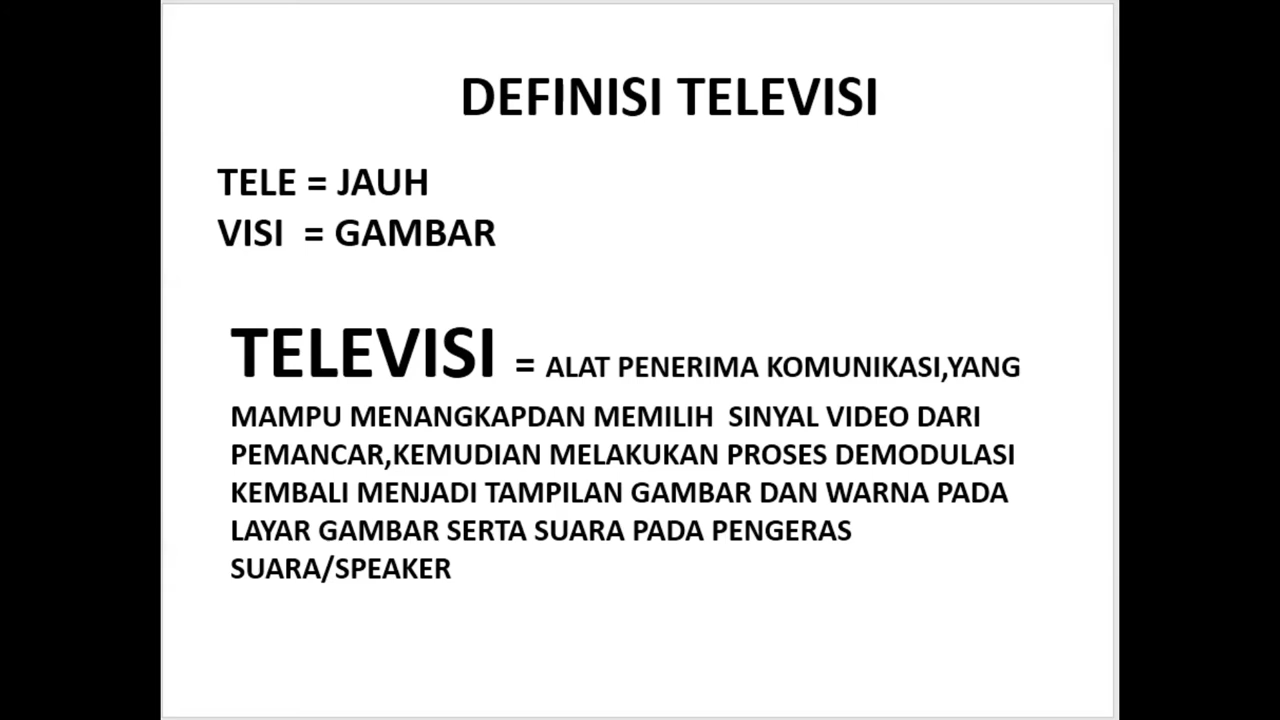 DEFINISI TELEVISI
TELE = JAUH
VISI = GAMBAR
TELEVISI = ALAT PENERIMA KOMUNIKASI,YANG
MAMPU MENANGKAPDAN MEMILIH SINYAL VIDEO DARI
PEMANCAR,KEMUDIAN MELAKUKAN PROSES DEMODULASI
KEMBALI MENJADI TAMPILAN GAMBAR DAN WARNA PADA
LAYAR GAMBAR SERTA SUARA PADA PENGERAS
SUARA/SPEAKER